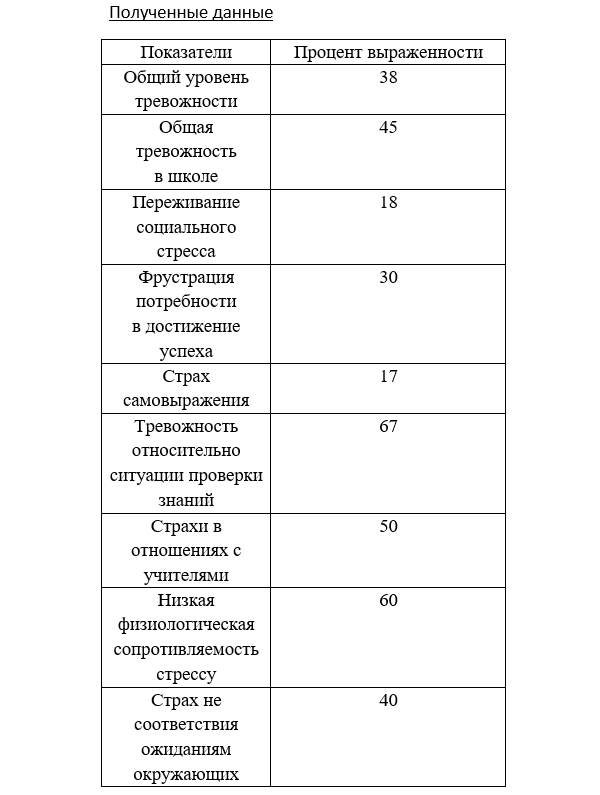 Полученные данные
Показатели Процент выраженности
Общий уровень 38
тревожности
Общая 45
тревожность
в школе
Переживание 18
социального
стресса
Фрустрация 30
потребности
в достижение
успеха
Страх 17
самовыражения
Тревожность 67
относительно
ситуации проверки
знаний
Страхи в 50
отношениях с
учителями
Низкая 60
физиологическая
сопротивляемость
стрессу
Страх не 40
соответствия
ожиданиям
окружающих